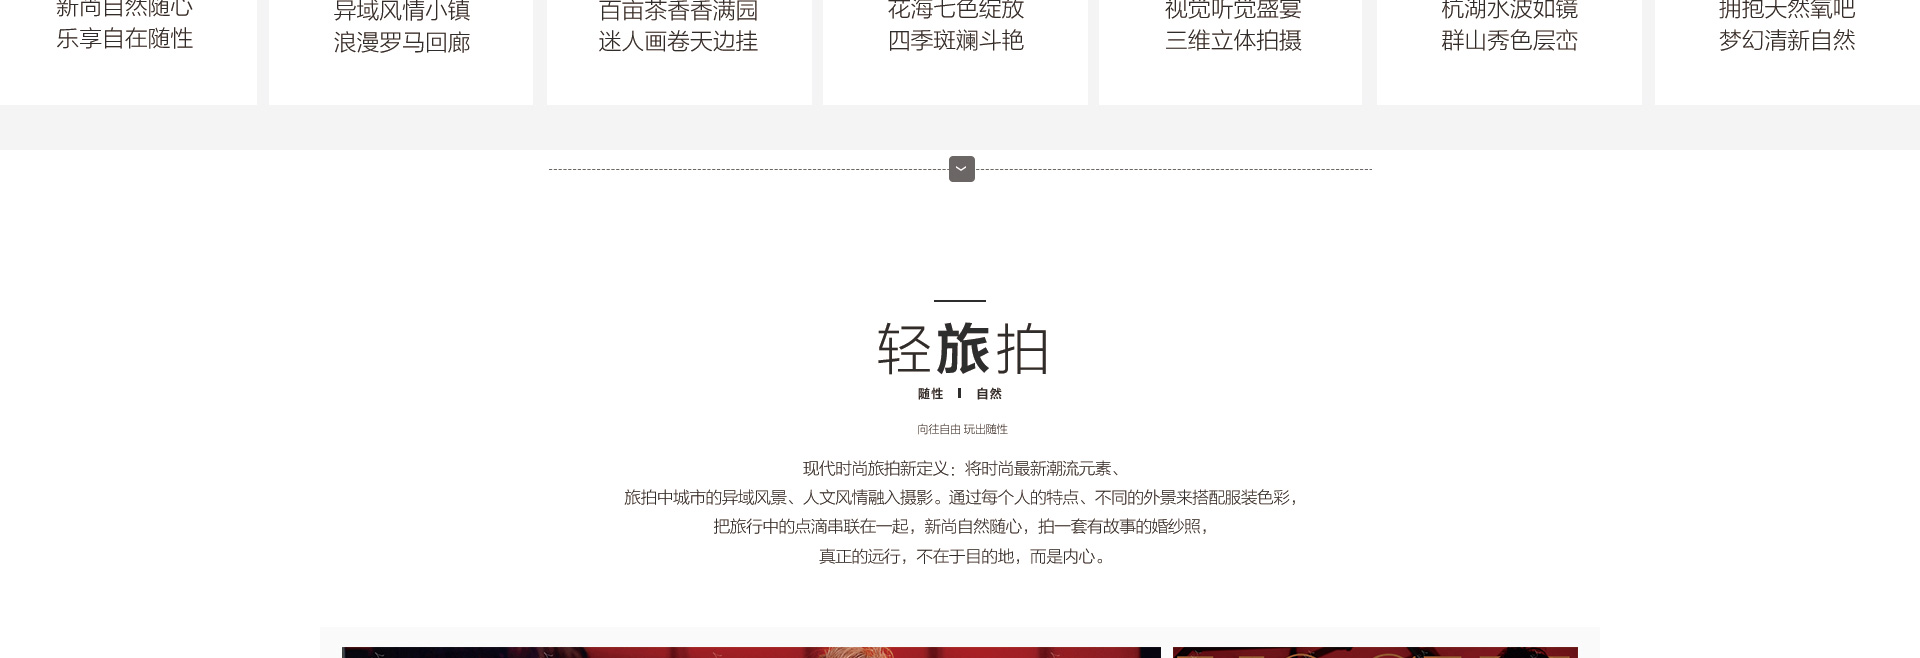 新尚自然随心
乐享自在随性
异域风情小镇
浪漫罗马回廊
百亩茶香香满园
迷人画卷天边挂
花海七色绽放
四季斑斓斗艳
视觉听觉盛宴
三维立体拍摄
杭湖水波如镜
群山秀色层峦
拥抱天然氧吧
梦幻清新自然
轻旅拍
随性 自然
向往自由 玩出随性
现代时尚旅拍新定义：将时尚最新潮流元素、
旅拍中城市的异域风景、人文风情融入摄影。通过每个人的特点、不同的外景来搭配服装色彩，
把旅行中的点滴串联在一起，新尚自然随心，拍一套有故事的婚纱照，
真正的远行，不在于目的地，而是内心。